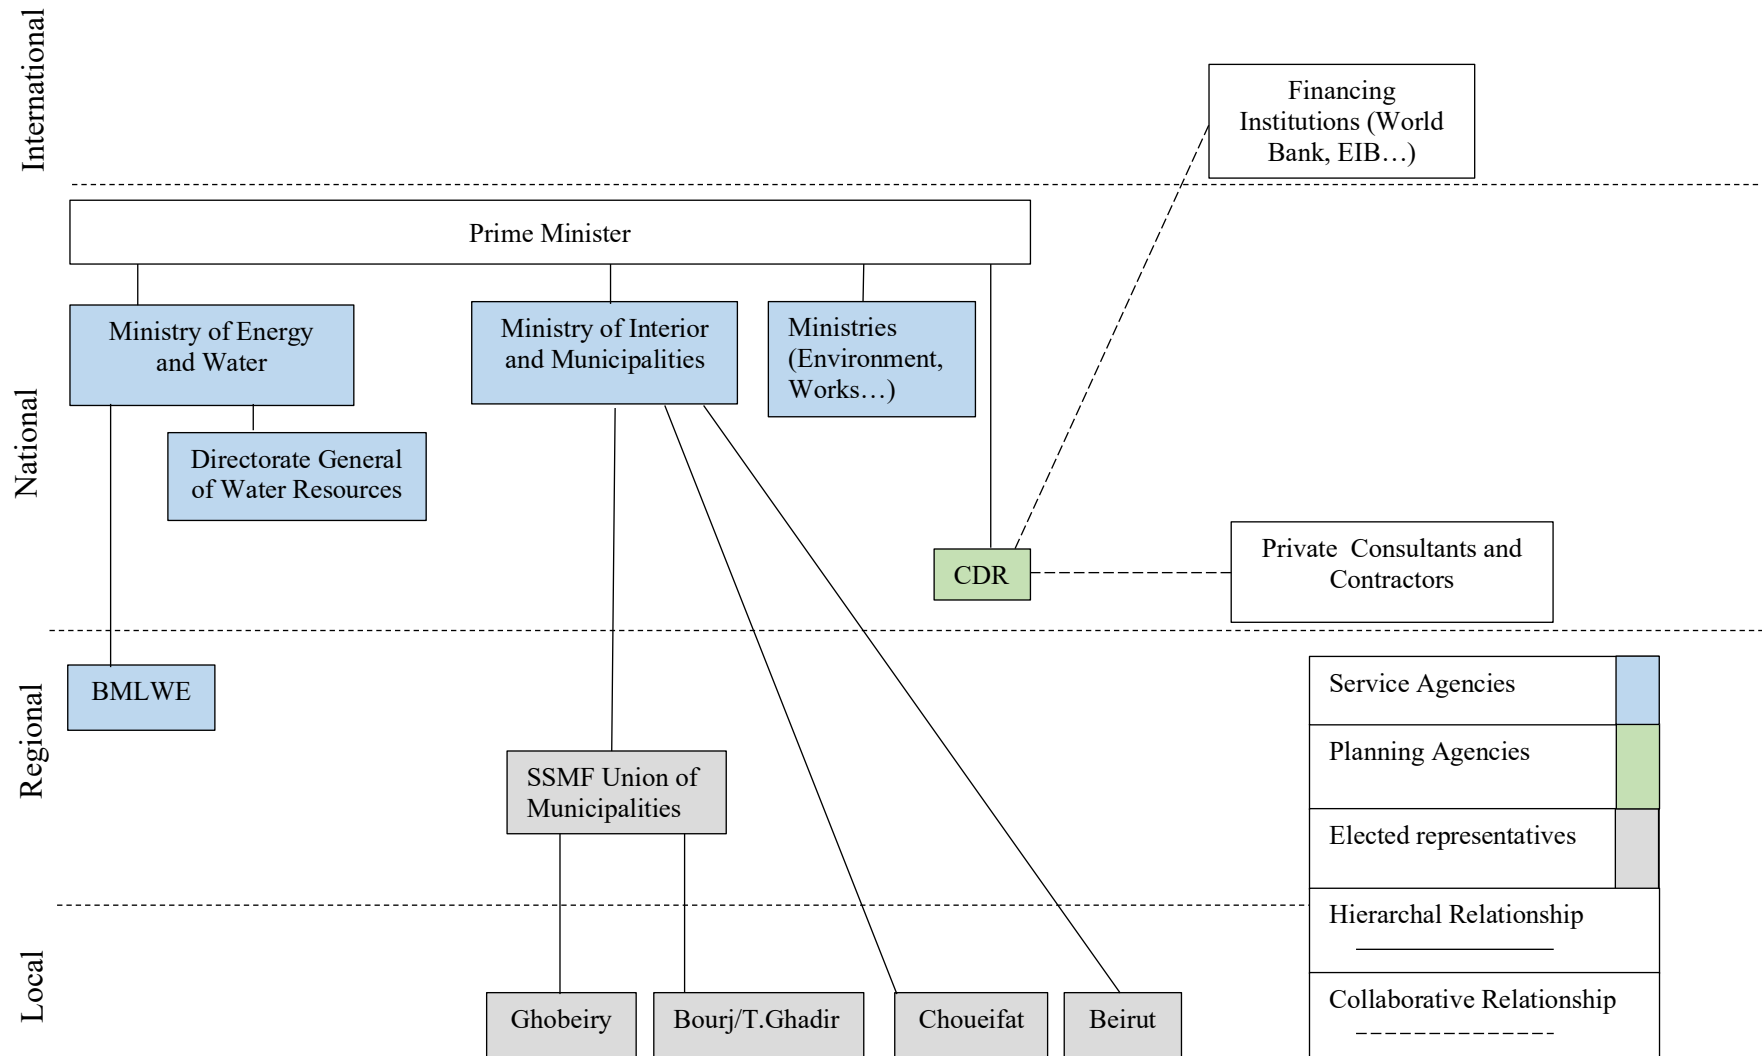 International
Financing
Institutions (World
Bank, EIB…)
National
Prime Minister
Ministry of Energy
and Water
Ministry of Interior
and Municipalities
Ministries
(Environment,
Works…)
Directorate General
of Water Resources
CDR
Private Consultants and
Contractors
Regional
BMLWE
SSMF Union of
Municipalities
Local
Ghobeiry
Bourj/T.Ghadir
Choueifat
Beirut
Service Agencies
Planning Agencies
Elected representatives
Hierarchal Relationship
Collaborative Relationship